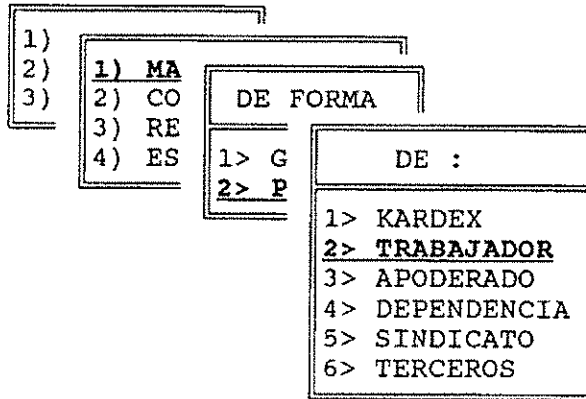 1)
2)
3)
1) MA
2) CO
3) RE
4) ES
DE FORMA
1> G
2> P
DE :
1> KARDEX
2> TRABAJADOR
3> APODERADO
4> DEPENDENCIA
5> SINDICATO
6> TERCEROS